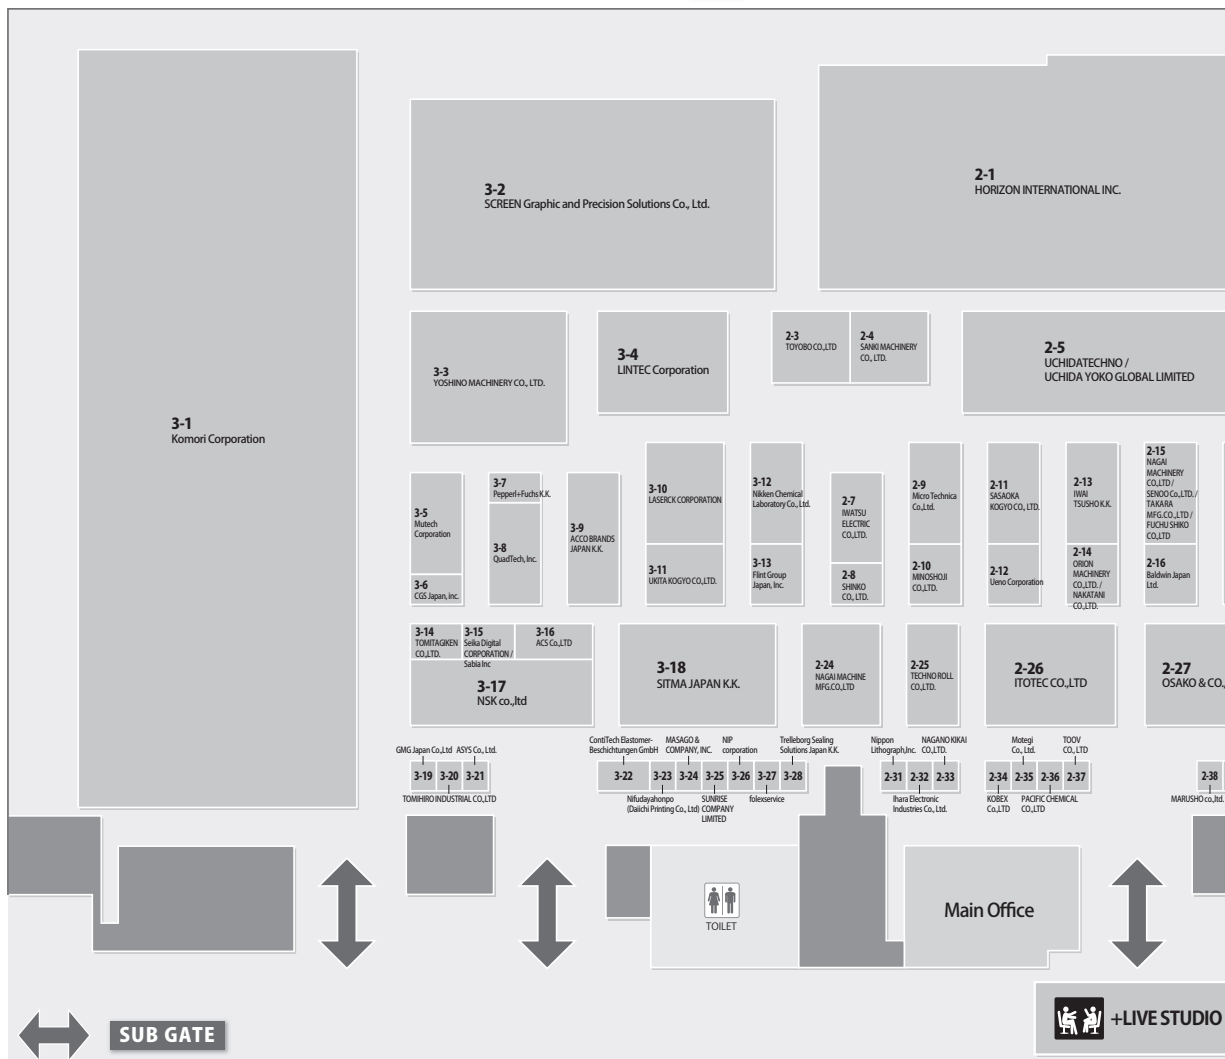 3-2
SCREEN Graphic and Precision Solutions Co., Ltd.
2-1
HORIZON INTERNATIONAL INC.
3-1
Komori Corporation
3-3
YOSHINO MACHINERY CO., LTD.
3-4
LINTEC Corporation
2-3
TOYOBO CO.,LTD
2-4
SANKI MACHINERY
CO., LTD.
2-5
UCHIDATECHNO /
UCHIDA YOKO GLOBAL LIMITED
3-5
Mutech
Corporation
3-6
CGS Japan, inc.
3-7
Pepperl+Fuchs K.K.
3-8
QuadTech, Inc.
3-9
ACCO BRANDS
JAPAN K.K.
3-10
LASERCK CORPORATION
3-11
UKITA KOGYO CO., LTD.
3-12
Nikken Chemical
Laboratory Co., Ltd.
3-13
Flint Group
Japan, Inc.
2-7
IWATSU
ELECTRIC
CO.,LTD.
2-8
SHINKO
CO., LTD.
2-9
Micro Technica
Co.,Ltd.
2-10
MINOSHOJI
CO.,LTD.
2-11
SASAOKA
KOGYO CO., LTD.
2-12
Ueno Corporation
2-13
IWAI
TSUSHO K.K.
2-14
ORION
MACHINERY
CO.,LTD. /
NAKATANI
CO.,LTD.
2-15
NAGAI
MACHINERY
CO.,LTD /
SENOO Co.,LTD. /
TAKARA
MFG.CO.,LTD /
FUCHU SHIKO
CO.,LTD
2-16
Baldwin Japan
Ltd.
3-14
TOMITAGIKEN
CO.,LTD.
3-15
Seika Digital
CORPORATION /
Sabia Inc
3-16
ACS Co.,LTD
3-17
NSK co.,ltd
3-18
SITMA JAPAN K.K.
2-24
NAGAI MACHINE
MFG.CO.,LTD
2-25
TECHNO ROLL
CO.,LTD.
2-26
ITOTEC CO.,LTD
2-27
OSAKO & CO.,
GMG Japan Co.,Ltd ASYS Co., Ltd.
3-19 3-20 3-21
TOMIHIRO INDUSTRIAL CO.,LTD
ContiTech Elastomer-
Beschichtungen GmbH
MASAGO &
COMPANY, INC.
NIP
corporation
Trelleborg Sealing
Solutions Japan K.K.
3-22 3-23 3-24 3-25 3-26 3-27 3-28
Nifudayahonpo
(Daiichi Printing Co., Ltd)
SUNRISE
COMPANY
LIMITED
folexservice
Nippon
Lithograph,Inc.
NAGANO KIKAI
CO.,LTD.
2-31 2-32 2-33
Ihara Electronic
Industries Co., Ltd.
Motegi
Co., Ltd.
TOOV
CO., LTD
2-34 2-35 2-36 2-37
KOBEX
Co.,LTD
PACIFIC CHEMICAL
CO.,LTD
2-38
MARUSHO co.,ltd.
TOILET
Main Office
SUB GATE
+LIVE STUDIO